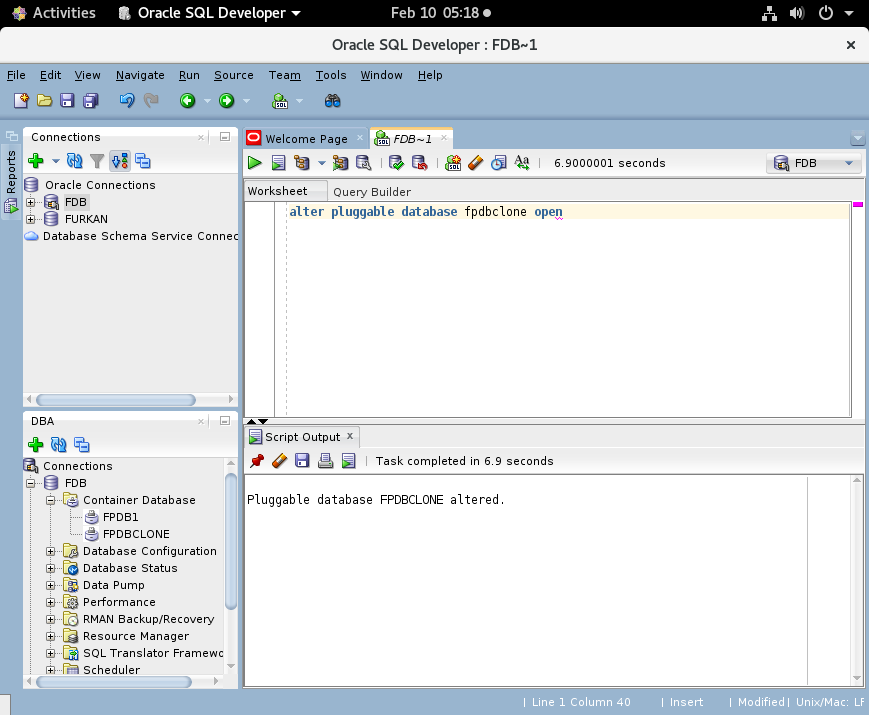 Activities Oracle SQL Developer Feb 10 05:18
Oracle SQL Developer : FDB~1
File Edit View Navigate Run Source Team Tools Window Help
Reports
Connections
Oracle Connections
FDB
FURKAN
Database Schema Service Connec
DBA
Connections
FDB
Container Database
FPDB1
FPDBCLONE
Database Configuration
Database Status
Data Pump
Performance
RMAN Backup/Recovery
Resource Manager
SQL Translator Framewo
Scheduler
Welcome Page FDB~1
6.9000001 seconds FDB
Worksheet Query Builder
alter pluggable database fpdbclone open
Script Output
Task completed in 6.9 seconds
Pluggable database FPDBCLONE altered.
| Line 1 Column 40 | Insert | Modified | Unix/Mac: LF